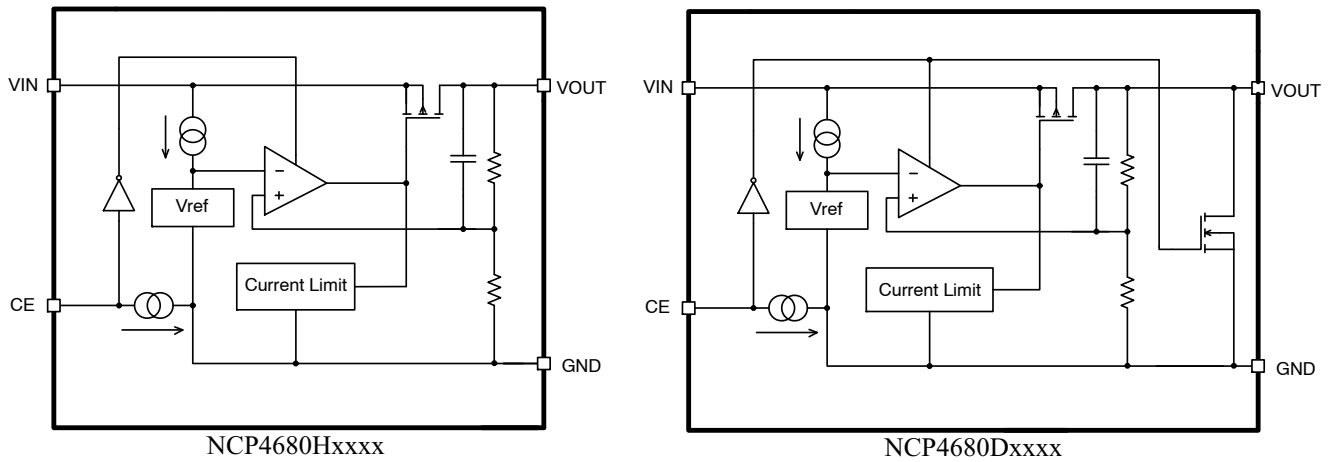 VIN
VOUT
−
+
Vref
Current Limit
CE
GND
NCP4680Hxxxx
VIN
VOUT
−
+
Vref
Current Limit
CE
GND
NCP4680Dxxxx